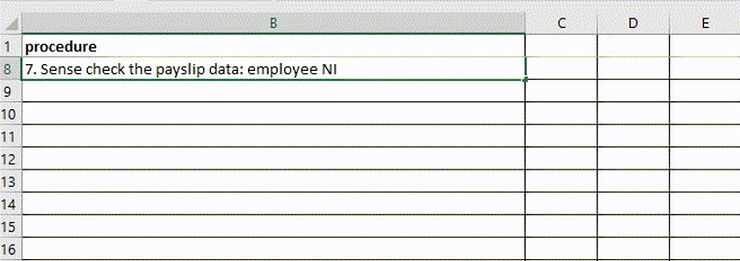 B C D E
1 procedure
8 7. Sense check the payslip data: employee NI
9
10
11
12
13
14
15
16